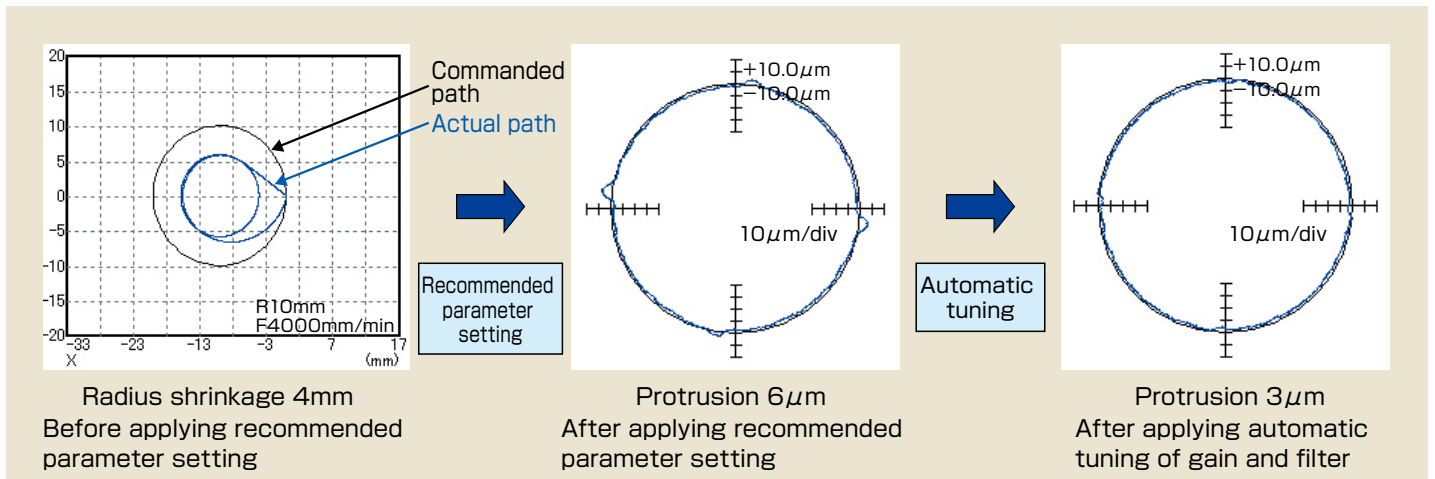 20
15
10
5
0
-5
-10
-15
-20
-33 -23 -13 -3 7 17
X (mm)
R10mm
F4000mm/min
Commanded
path
Actual path
Recommended
parameter
setting
+10.0μm
-10.0μm
10μm/div
Automatic
tuning
+10.0μm
-10.0μm
10μm/div
Radius shrinkage 4mm
Before applying recommended
parameter setting
Protrusion 6μm
After applying recommended
parameter setting
Protrusion 3μm
After applying automatic
tuning of gain and filter